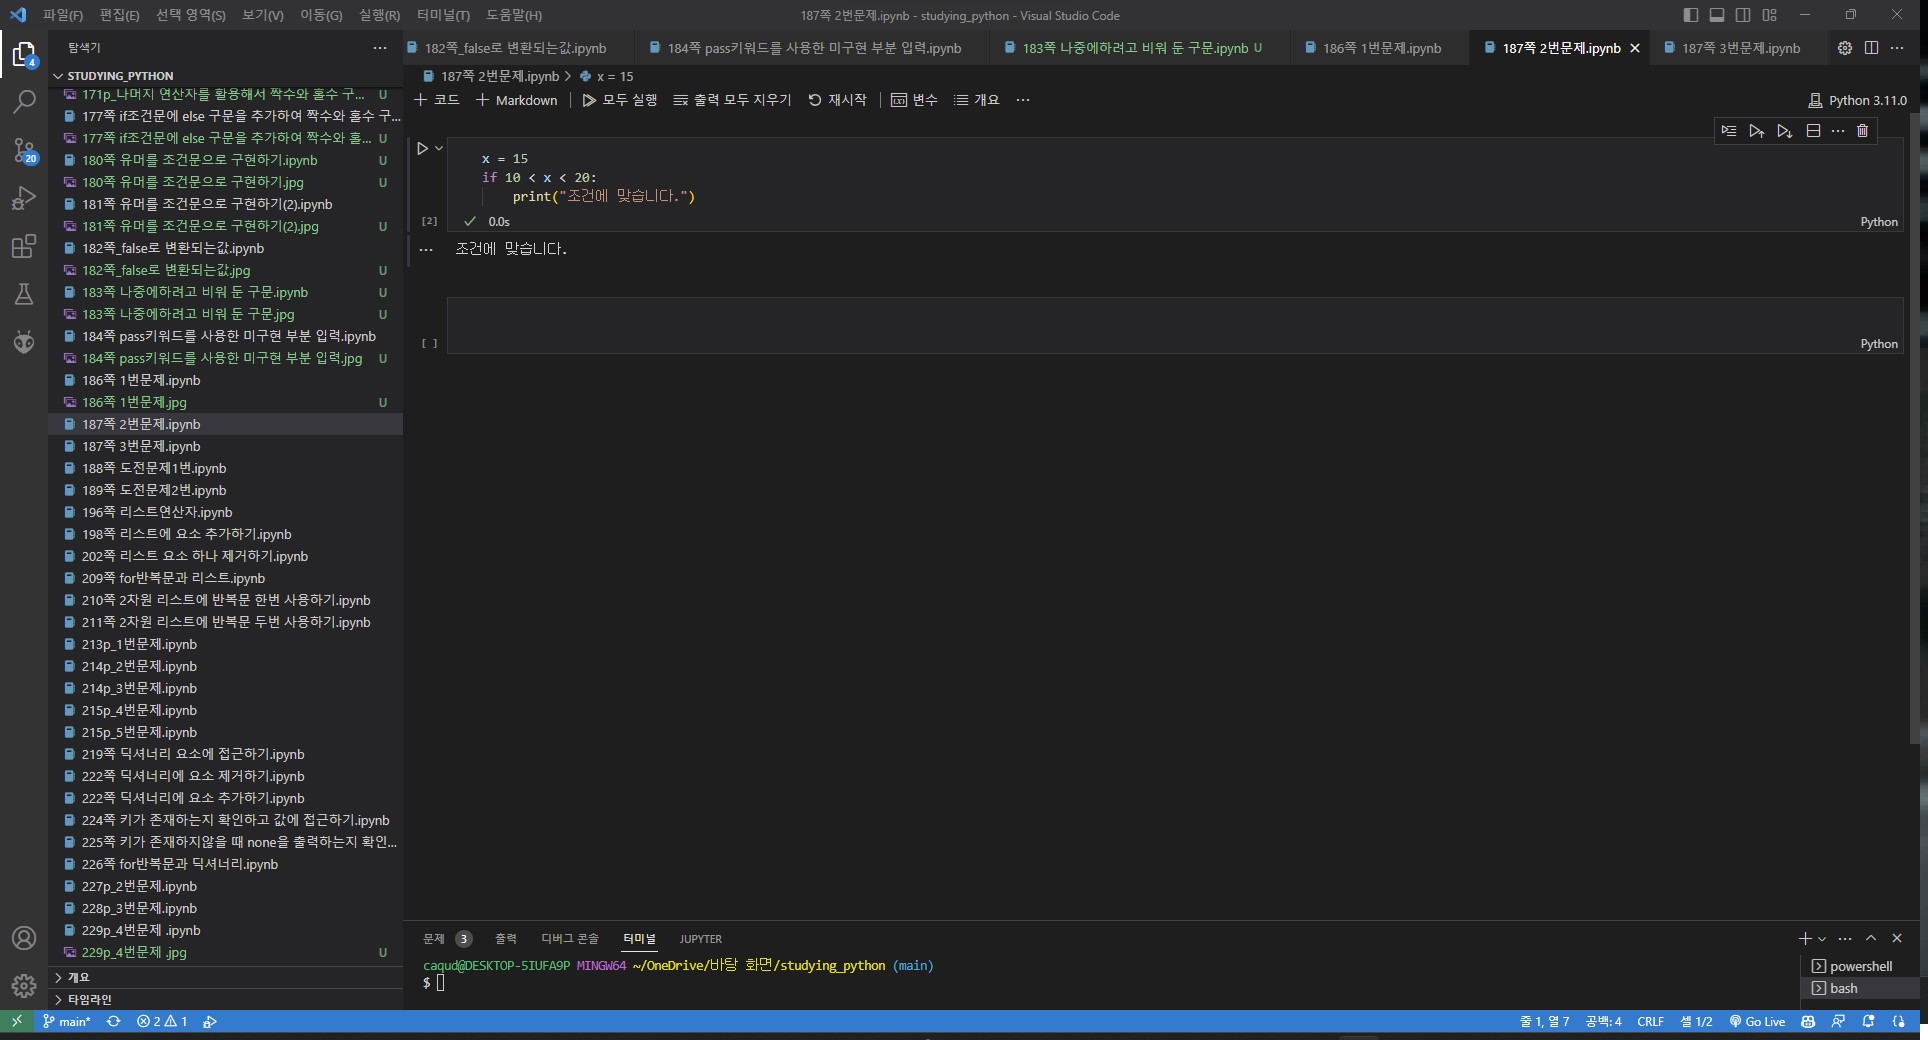 파일(F) 편집(E) 선택 영역(S) 보기(V) 이동(G) 실행(R) 터미널(T) 도움말(H)
187쪽 2번문제.ipynb - studying_python - Visual Studio Code
탐색기
STUDYING_PYTHON
171p_나머지 연산자를 활용해서 짝수와 홀수 구... U
177쪽 if조건문에 else 구문을 추가하여 짝수와 홀수 구...
177쪽 if조건문에 else 구문을 추가하여 짝수와 홀... U
180쪽 유머를 조건문으로 구현하기.ipynb
180쪽 유머를 조건문으로 구현하기.jpg U
181쪽 유머를 조건문으로 구현하기(2).ipynb
181쪽 유머를 조건문으로 구현하기(2).jpg U
182쪽_false로 변환되는값.ipynb
182쪽_false로 변환되는값.jpg U
183쪽 나중에하려고 비워 둔 구문.ipynb U
183쪽 나중에하려고 비워 둔 구문.jpg U
184쪽 pass키워드를 사용한 미구현 부분 입력.ipynb
184쪽 pass키워드를 사용한 미구현 부분 입력.jpg U
186쪽 1번문제.ipynb
186쪽 1번문제.jpg U
187쪽 2번문제.ipynb
187쪽 3번문제.ipynb
188쪽 도전문제1번.ipynb
189쪽 도전문제2번.ipynb
196쪽 리스트연산자.ipynb
198쪽 리스트에 요소 추가하기.ipynb
202쪽 리스트 요소 하나 제거하기.ipynb
209쪽 for반복문과 리스트.ipynb
210쪽 2차원 리스트에 반복문 한번 사용하기.ipynb
211쪽 2차원 리스트에 반복문 두번 사용하기.ipynb
213p_1번문제.ipynb
214p_2번문제.ipynb
214p_3번문제.ipynb
215p_4번문제.ipynb
215p_5번문제.ipynb
219쪽 딕셔너리 요소에 접근하기.ipynb
222쪽 딕셔너리에 요소 제거하기.ipynb
222쪽 딕셔너리에 요소 추가하기.ipynb
224쪽 키가 존재하는지 확인하고 값에 접근하기.ipynb
225쪽 키가 존재하지않을 때 none을 출력하는지 확인...
226쪽 for반복문과 딕셔너리.ipynb
227p_2번문제.ipynb
228p_3번문제.ipynb
229p_4번문제 .ipynb
229p_4번문제 .jpg U
개요
타임라인
4
20
182쪽_false로 변환되는값.ipynb 184쪽 pass키워드를 사용한 미구현 부분 입력.ipynb 183쪽 나중에하려고 비워 둔 구문.ipynb U 186쪽 1번문제.ipynb 187쪽 2번문제.ipynb 187쪽 3번문제.ipynb
187쪽 2번문제.ipynb > x = 15
코드 Markdown 모두 실행 출력 모두 지우기 재시작 변수 개요 ... Python 3.11.0
x = 15
if 10 < x < 20:
print("조건에 맞습니다.")
[2] 0.0s Python
조건에 맞습니다.
[ ] Python
문제 3 출력 디버그 콘솔 터미널 JUPYTER
caqud@DESKTOP-5IUFA9P MINGW64 ~/OneDrive/바탕 화면/studying_python (main)
$
powershell
bash
main* 2 1 줄 1, 열 7 공백: 4 CRLF 셀 1/2 Go Live